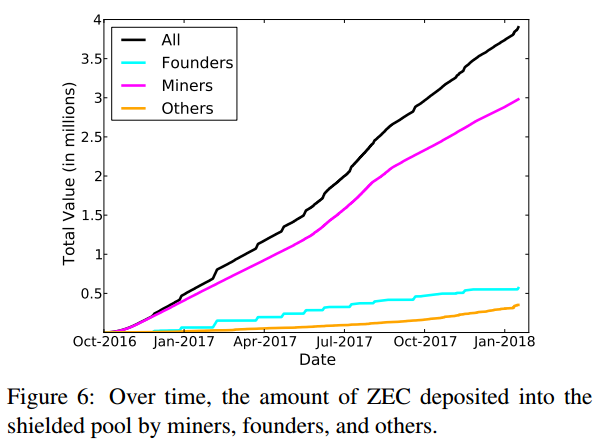 4
3.5
3
2.5
2
1.5
1
0.5
Total Value (in millions)
All
Founders
Miners
Others
Oct-2016 Jan-2017 Apr-2017 Jul-2017 Oct-2017 Jan-2018
Date
Figure 6: Over time, the amount of ZEC deposited into the
shielded pool by miners, founders, and others.